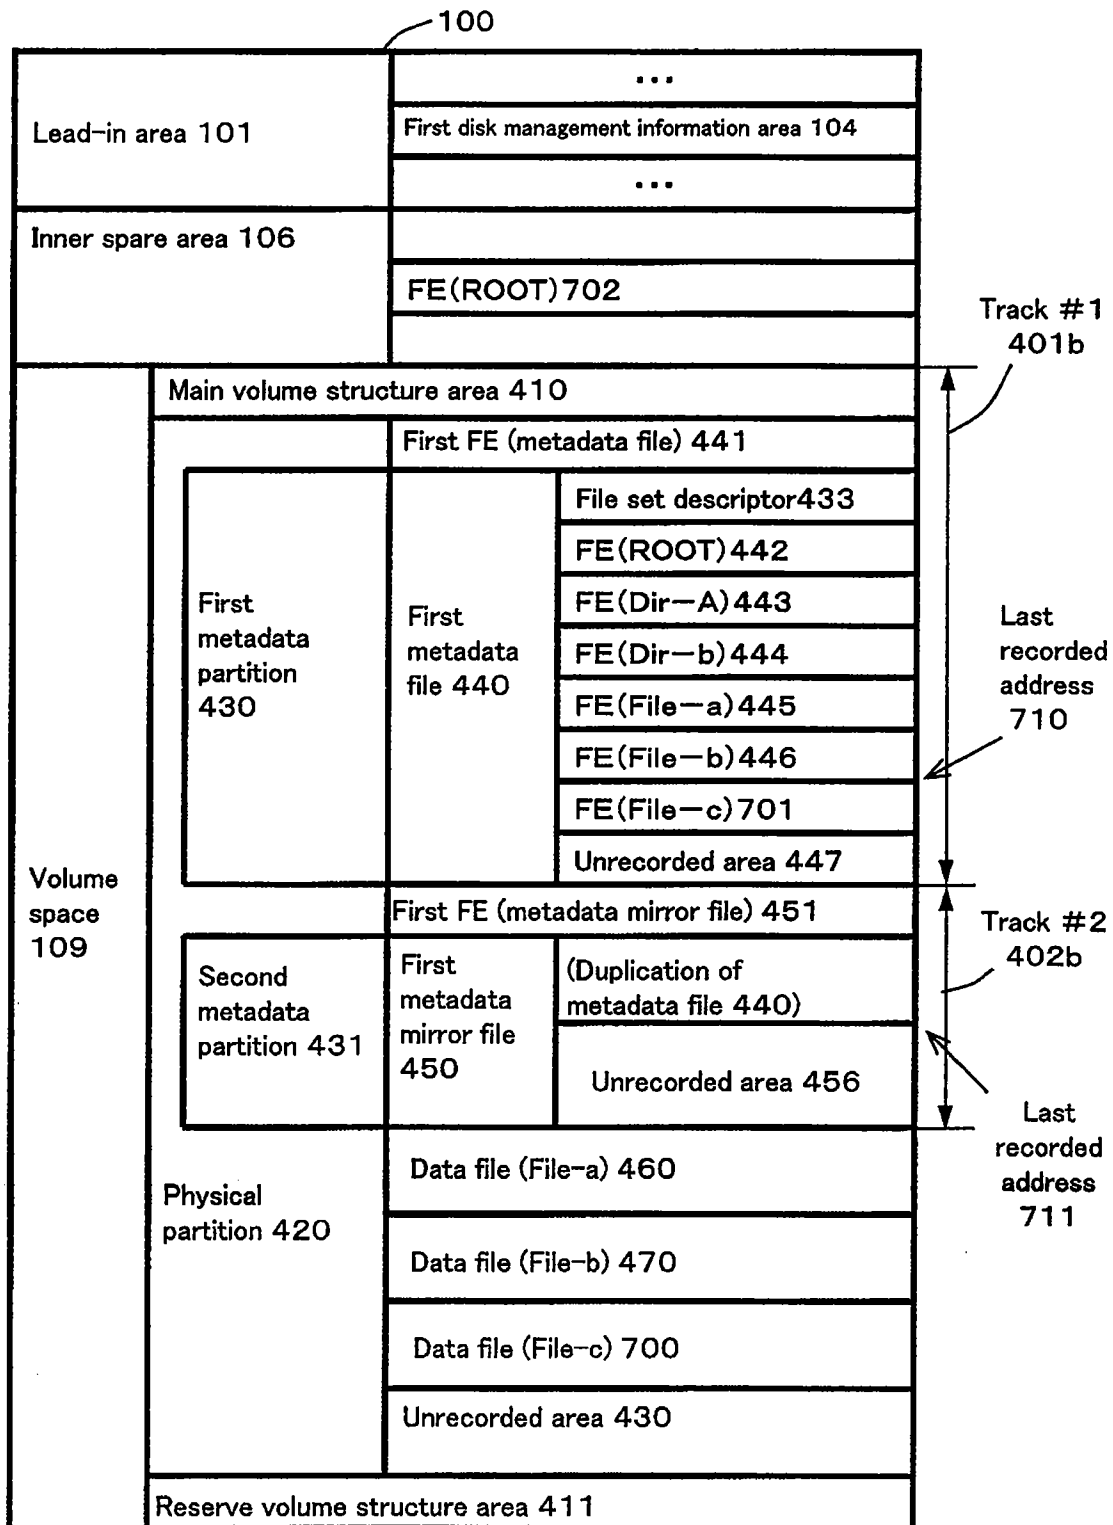 100
...
Lead-in area 101
First disk management information area 104
...
Inner spare area 106
FE(ROOT)702
Track #1
401b
Main volume structure area 410
First FE (metadata file) 441
File set descriptor433
FE(ROOT)442
First
metadada
partition
430
First
metadada
file 440
FE(Dir-A)443
FE(Dir-b)444
FE(File-a)445
FE(File-b)446
FE(File-c)701
Unrecorded area 447
Last
recorded
address
710
Volume
space
109
First FE (metadata mirror file) 451
Track #2
402b
Second
metadada
partition 431
First
metadada
mirror file
450
(Duplication of
metadada file 440)
Unrecorded area 456
Last
recorded
address
711
Physical
partition 420
Data file (File-a) 460
Data file (File-b) 470
Data file (File-c) 700
Unrecorded area 430
Reserve volume structure area 411